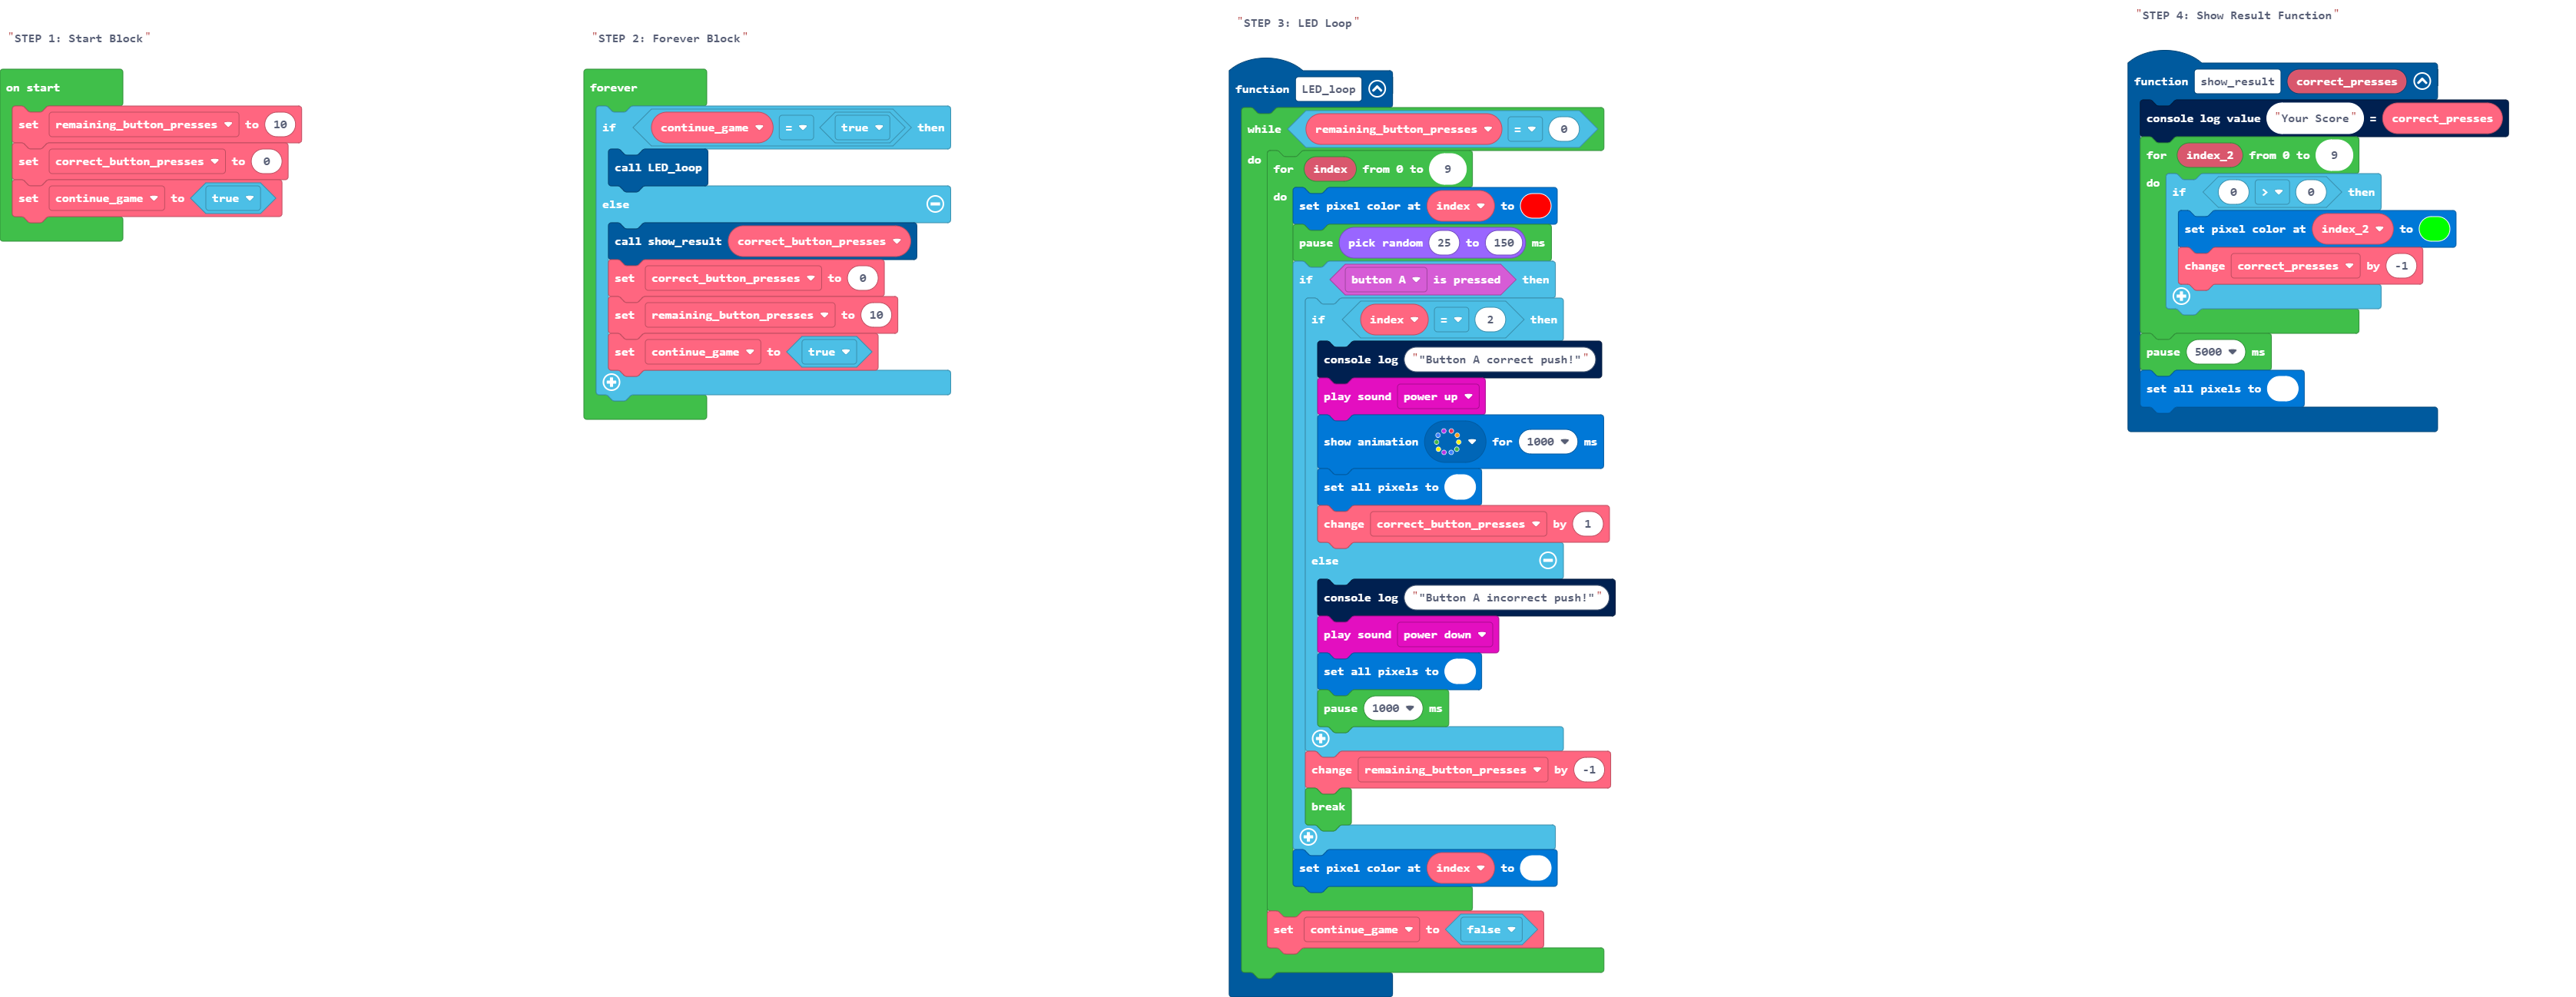 "STEP 1: Start Block"
on start
set remaining_button_presses to 10
set correct_button_presses to 0
set continue_game to true
"STEP 2: Forever Block"
forever
if continue_game = true then
call LED_loop
else
call show_result correct_button_presses
set correct_button_presses to 0
set remaining_button_presses to 10
set continue_game to true
"STEP 3: LED Loop"
function LED_loop
while remaining_button_presses = 0
do
for index from 0 to 9
do
set pixel color at index to
pause pick random 25 to 150 ms
if button A is pressed then
if index = 2 then
console log ""Button A correct push!""
play sound power up
show animation for 1000 ms
set all pixels to
change correct_button_presses by 1
else
console log ""Button A incorrect push!""
play sound power down
set all pixels to
pause 1000 ms
change remaining_button_presses by -1
break
set pixel color at index to
set continue_game to false
"STEP 4: Show Result Function"
function show_result correct_presses
console log value "Your Score" = correct_presses
for index_2 from 0 to 9
do
if 0 > 0 then
set pixel color at index_2 to
change correct_presses by -1
pause 5000 ms
set all pixels to